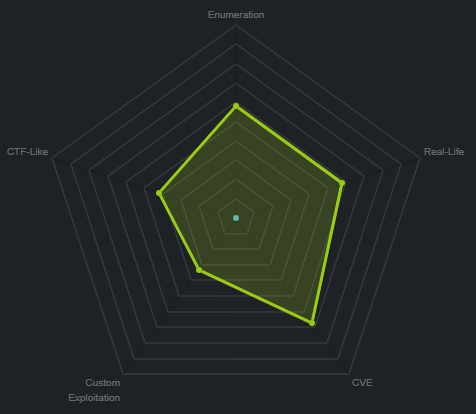 Enumeration
CTF-Like
Real-Life
Custom
Exploitation
CVE